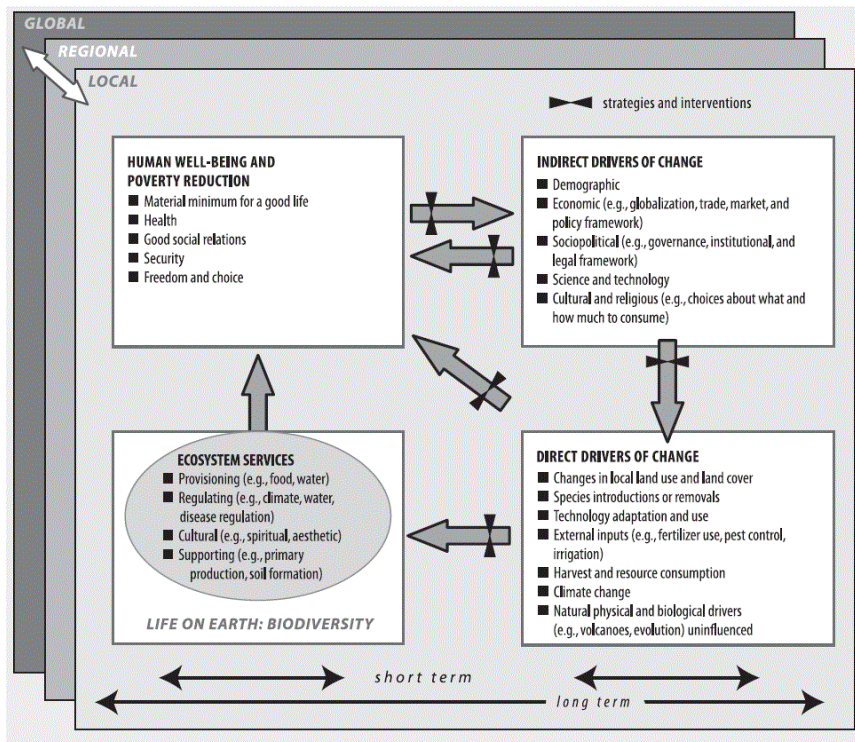 GLOBAL
REGIONAL
LOCAL
strategies and interventions
HUMAN WELL-BEING AND
POVERTY REDUCTION
Material minimum for a good life
Health
Good social relations
Security
Freedom and choice
INDIRECT DRIVERS OF CHANGE
Demographic
Economic (e.g., globalization, trade, market, and
policy framework)
Sociopolitical (e.g., governance, institutional, and
legal framework)
Science and technology
Cultural and religious (e.g., choices about what and
how much to consume)
ECOSYSTEM SERVICES
Provisioning (e.g., food, water)
Regulating (e.g., climate, water,
disease regulation)
Cultural (e.g., spiritual, aesthetic)
Supporting (e.g., primary
production, soil formation)
LIFE ON EARTH: BIODIVERSITY
DIRECT DRIVERS OF CHANGE
Changes in local land use and land cover
Species introductions or removals
Technology adaptation and use
External inputs (e.g., fertilizer use, pest control,
irrigation)
Harvest and resource consumption
Climate change
Natural physical and biological drivers
(e.g., volcanoes, evolution) uninfluenced
short term
long term